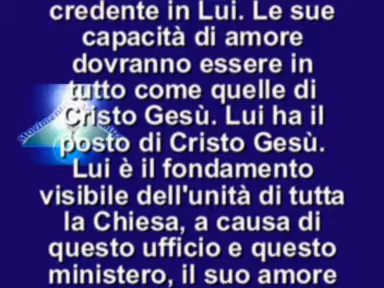 credente in Lui. Le sue
capacità di amore
dovranno essere in
tutto come quelle di
Cristo Gesù. Lui ha il
posto di Cristo Gesù.
Lui è il fondamento
visibile dell'unità di tutta
la Chiesa, a causa di
questo ufficio e questo
ministero, il suo amore